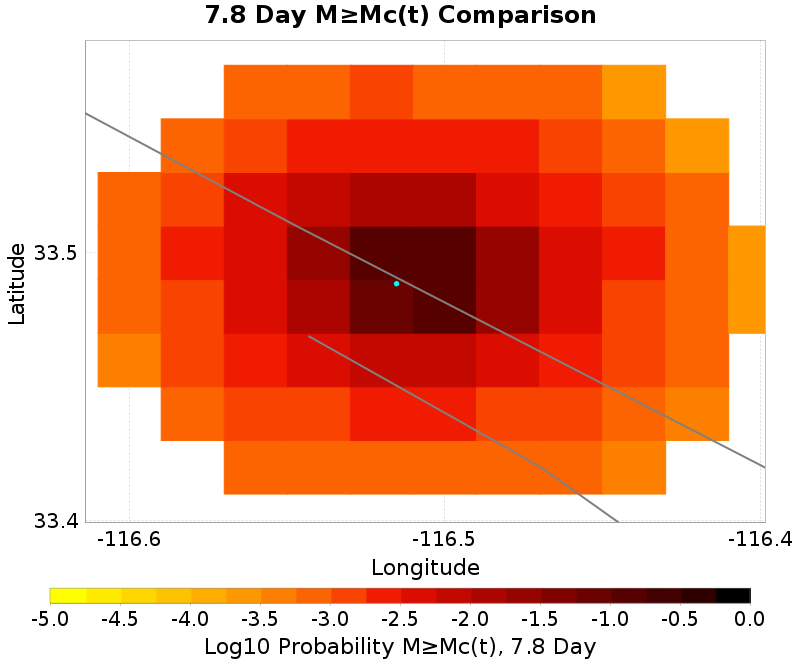 7.8 Day M≥Mc(t) Comparison
Latitude
33.5
33.4
-116.6
-116.5
-116.4
Longitude
-5.0 -4.5 -4.0 -3.5 -3.0 -2.5 -2.0 -1.5 -1.0 -0.5 0.0
Log10 Probability M≥Mc(t), 7.8 Day